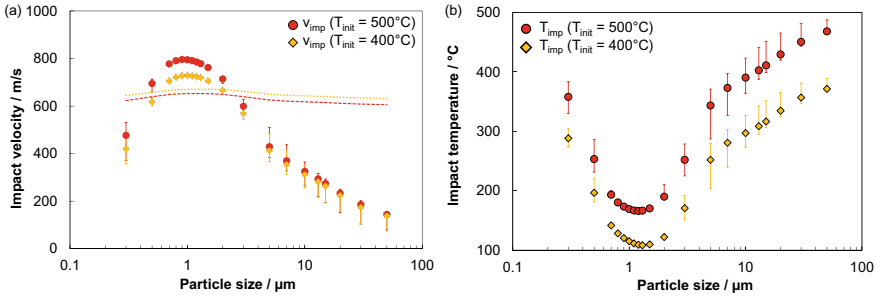 (a)
1000
800
600
400
200
0
0.1
1
10
100
Impact velocity / m/s
Particle size / µm
v_imp (T_init = 500°C)
v_imp (T_init = 400°C)
(b)
500
400
300
200
100
0.1
1
10
100
Impact temperature / °C
Particle size / µm
T_imp (T_init = 500°C)
T_imp (T_init = 400°C)